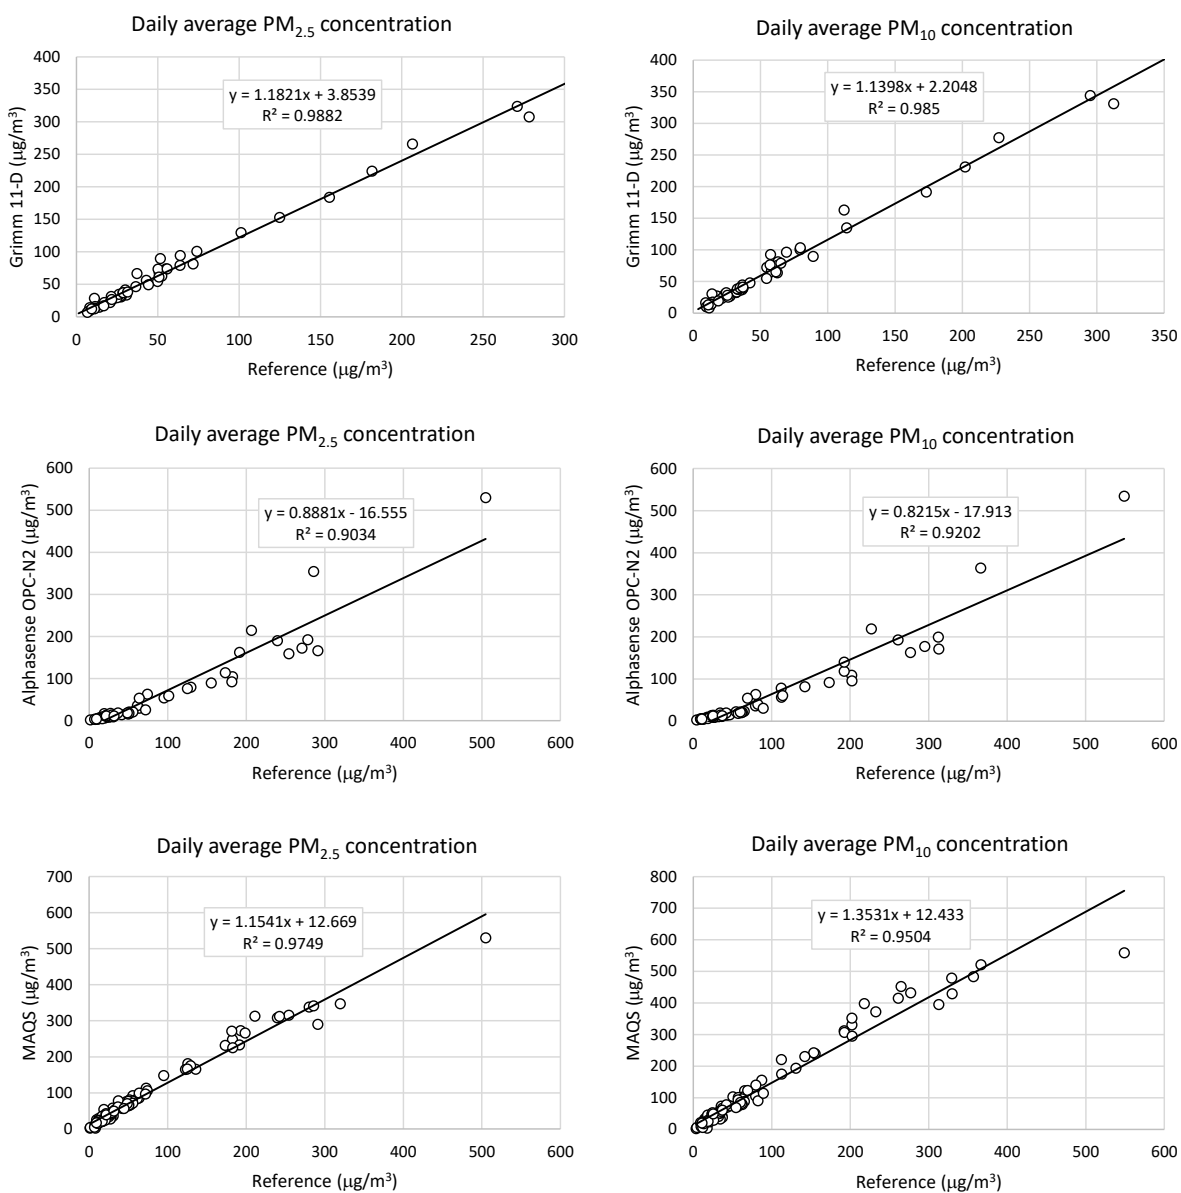 Daily average PM2.5 concentration
400
350
300
250
200
150
100
50
0
Grimm 11-D (µg/m³)
y = 1.1821x + 3.8539
R² = 0.9882
0 50 100 150 200 250 300
Reference (µg/m³)
Daily average PM10 concentration
400
350
300
250
200
150
100
50
0
Grimm 11-D (µg/m³)
y = 1.1398x + 2.2048
R² = 0.985
0 50 100 150 200 250 300 350
Reference (µg/m³)
Daily average PM2.5 concentration
600
500
400
300
200
100
0
Alphasense OPC-N2 (µg/m³)
y = 0.8881x - 16.555
R² = 0.9034
0 100 200 300 400 500 600
Reference (µg/m³)
Daily average PM10 concentration
600
500
400
300
200
100
0
Alphasense OPC-N2 (µg/m³)
y = 0.8215x - 17.913
R² = 0.9202
0 100 200 300 400 500 600
Reference (µg/m³)
Daily average PM2.5 concentration
700
600
500
400
300
200
100
0
MAQS (µg/m³)
y = 1.1541x + 12.669
R² = 0.9749
0 100 200 300 400 500 600
Reference (µg/m³)
Daily average PM10 concentration
800
700
600
500
400
300
200
100
0
MAQS (µg/m³)
y = 1.3531x + 12.433
R² = 0.9504
0 100 200 300 400 500 600
Reference (µg/m³)